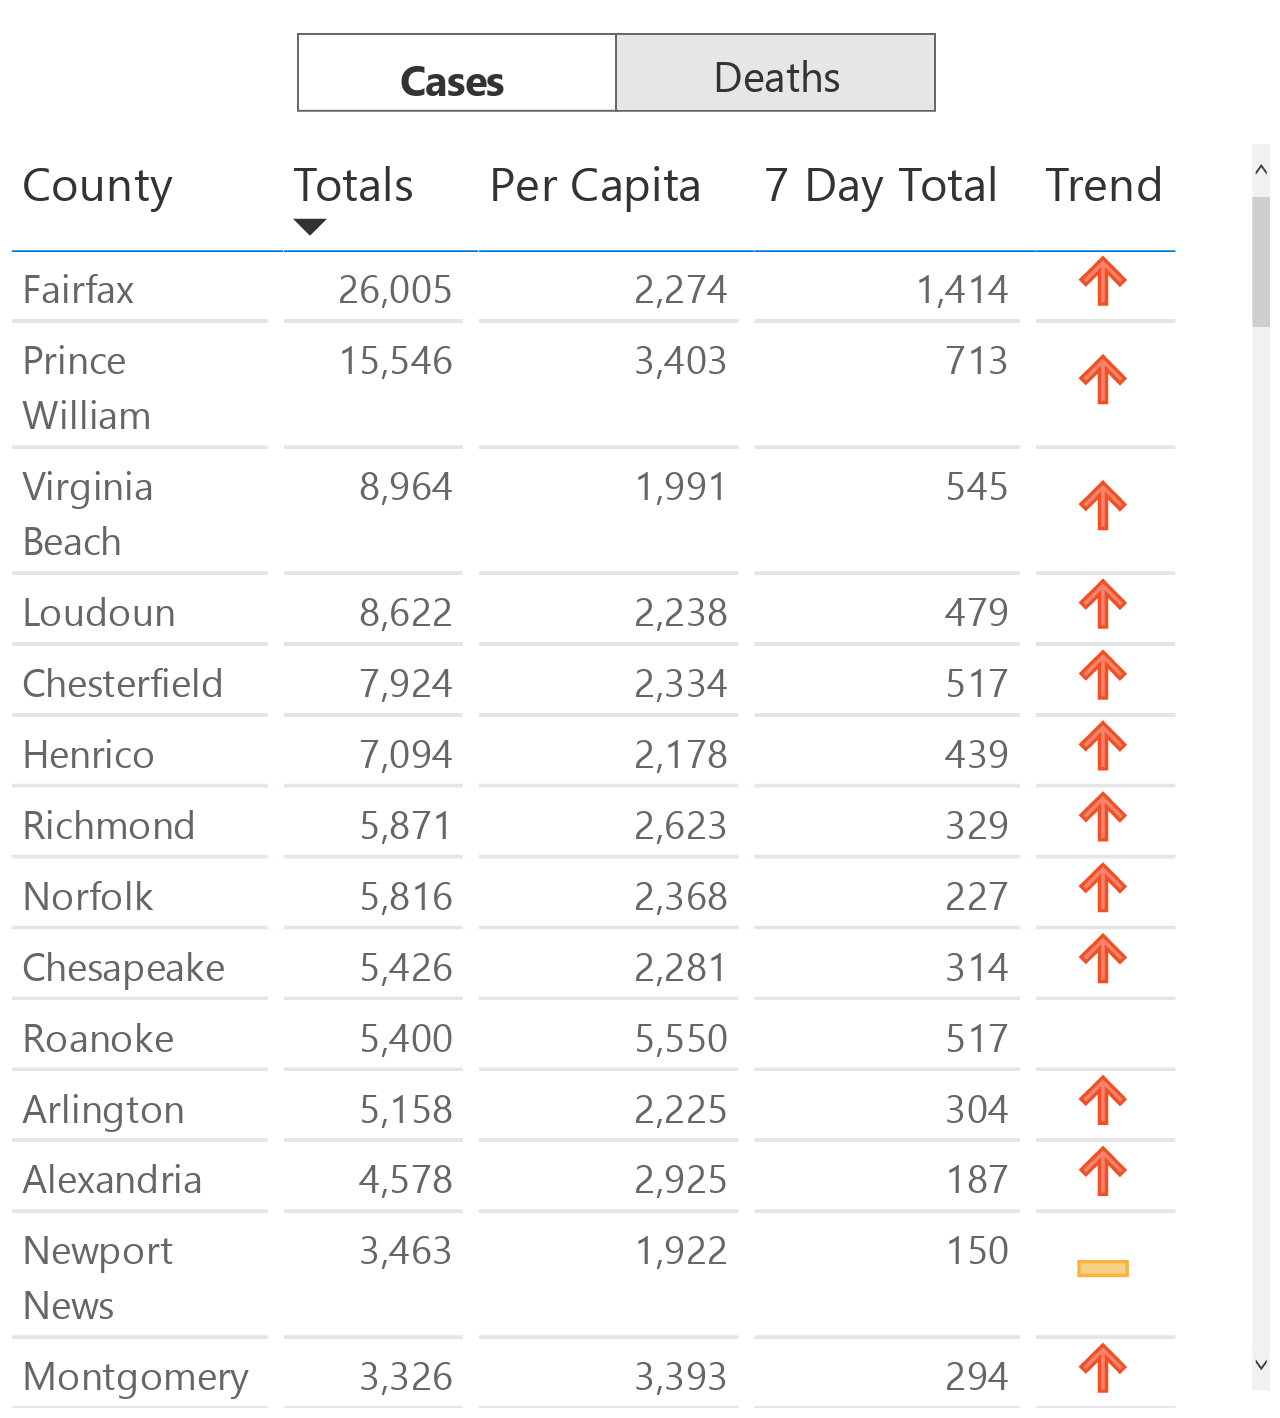 Cases Deaths
County Totals Per Capita 7 Day Total Trend
Fairfax 26,005 2,274 1,414
Prince 15,546 3,403 713
William
Virginia 8,964 1,991 545
Beach
Loudoun 8,622 2,238 479
Chesterfield 7,924 2,334 517
Henrico 7,094 2,178 439
Richmond 5,871 2,623 329
Norfolk 5,816 2,368 227
Chesapeake 5,426 2,281 314
Roanoke 5,400 5,550 517
Arlington 5,158 2,225 304
Alexandria 4,578 2,925 187
Newport 3,463 1,922 150
News
Montgomery 3,326 3,393 294